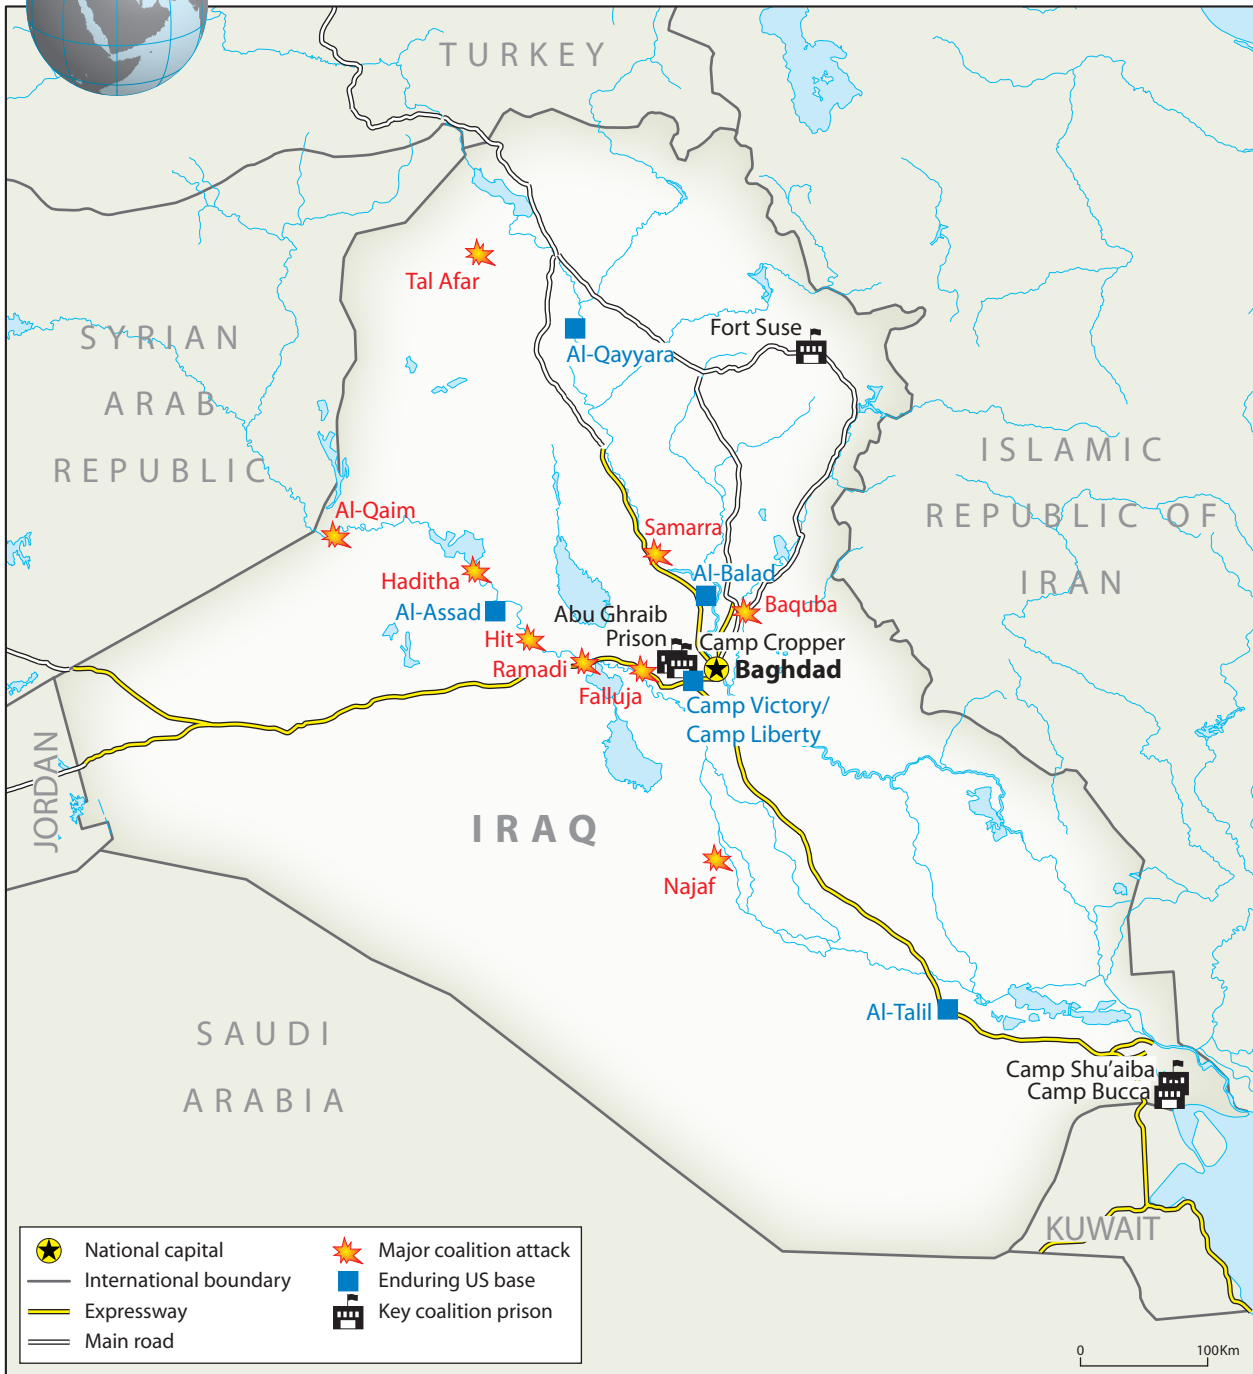 TURKEY
Tal Afar
SYRIAN
ARAB
REPUBLIC
Fort Suse
Al-Qayyara
ISLAMIC
REPUBLIC OF
IRAN
Al-Qaim
Samarra
Haditha
Al-Balad
Al-Assad
Baquba
Abu Ghraib
Prison
Hit
Camp Cropper
Ramadi
Baghdad
Falluja
Camp Victory/
Camp Liberty
JORDAN
IRAQ
Najaf
Al-Talil
SAUDI
ARABIA
Camp Shu’aiba
Camp Bucca
KUWAIT
National capital
International boundary
Expressway
Main road
Major coalition attack
Enduring US base
Key coalition prison
0 100Km